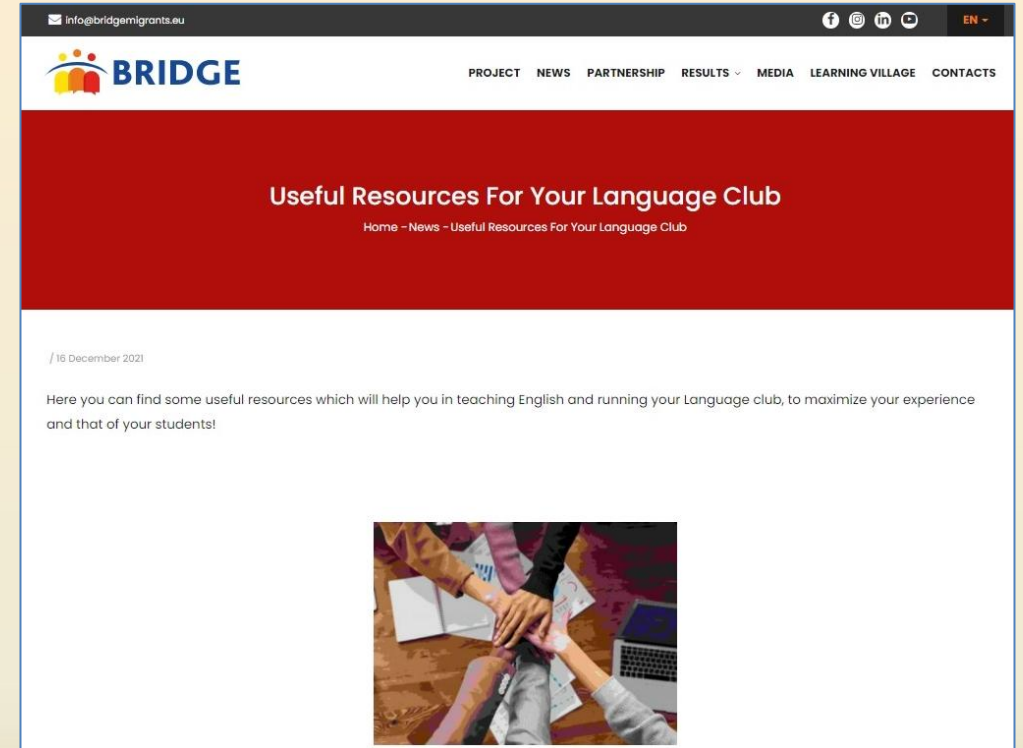 info@bridgemigrants.eu
EN
BRIDGE
PROJECT NEWS PARTNERSHIP RESULTS MEDIA LEARNING VILLAGE CONTACTS
Useful Resources For Your Language Club
Home - News - Useful Resources For Your Language Club
/ 16 December 2021
Here you can find some useful resources which will help you in teaching English and running your Language club, to maximize your experience
and that of your students!